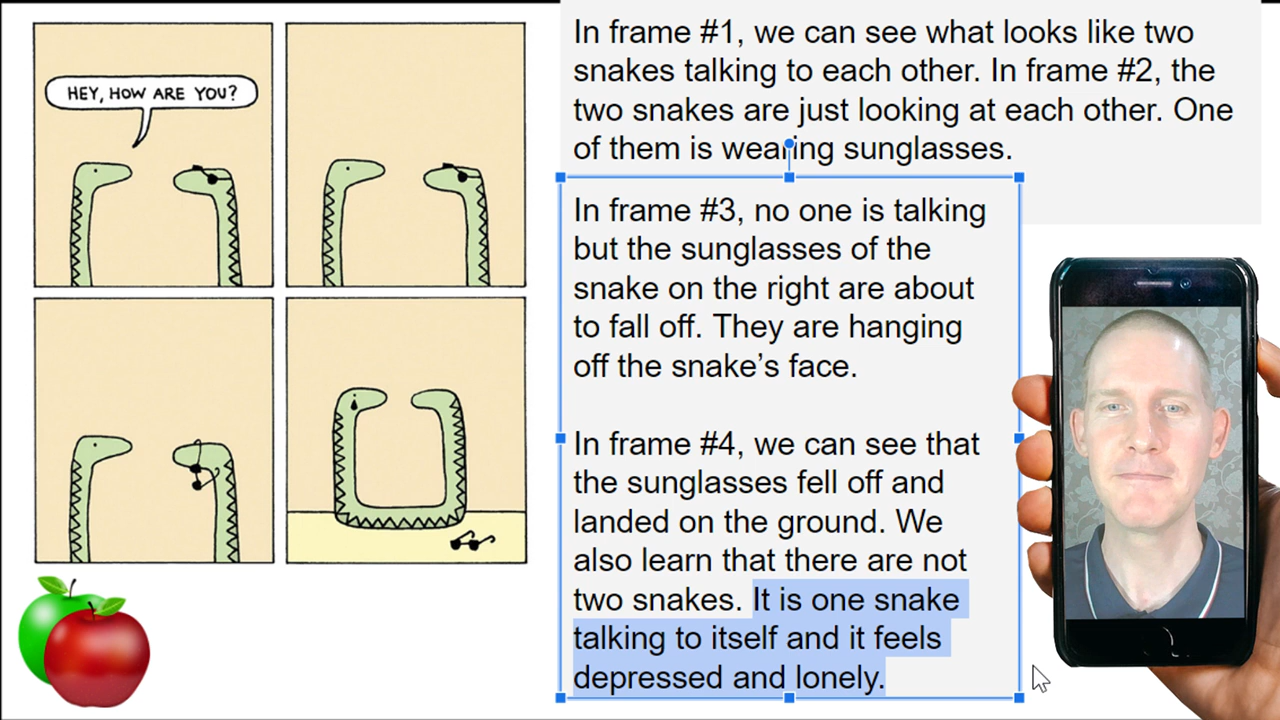 HEY, HOW ARE YOU?
In frame #1, we can see what looks like two
snakes talking to each other. In frame #2, the
two snakes are just looking at each other. One
of them is wearing sunglasses.
In frame #3, no one is talking
but the sunglasses of the
snake on the right are about
to fall off. They are hanging
off the snake’s face.
In frame #4, we can see that
the sunglasses fell off and
landed on the ground. We
also learn that there are not
two snakes. It is one snake
talking to itself and it feels
depressed and lonely.